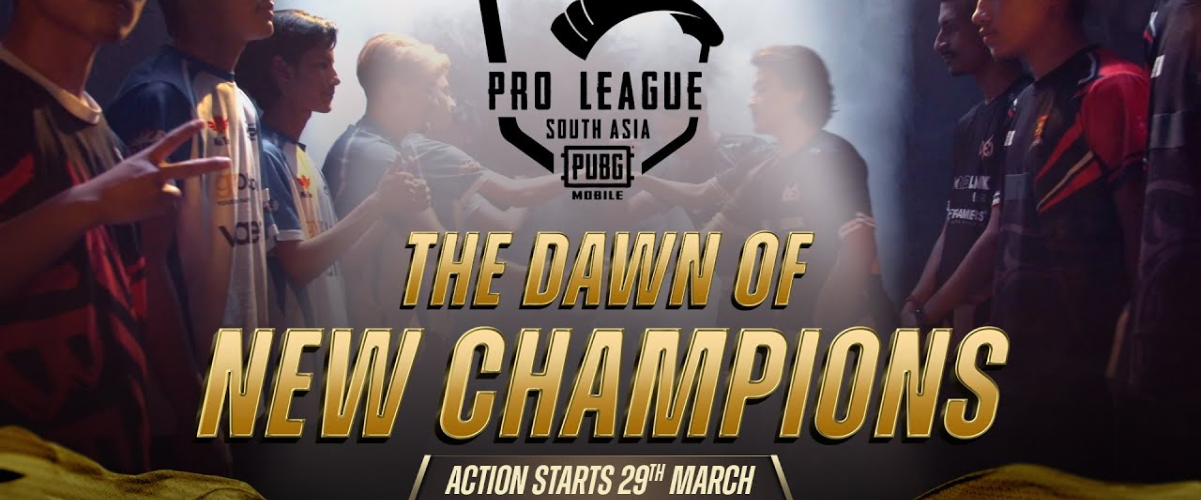 PRO LEAGUE
SOUTH ASIA
PUBG
MOBILE
THE DAWN OF
NEW CHAMPIONS
ACTION STARTS 29TH MARCH